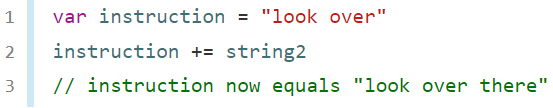 1 var instruction = "look over"
2 instruction += string2
3 // instruction now equals "look over there"